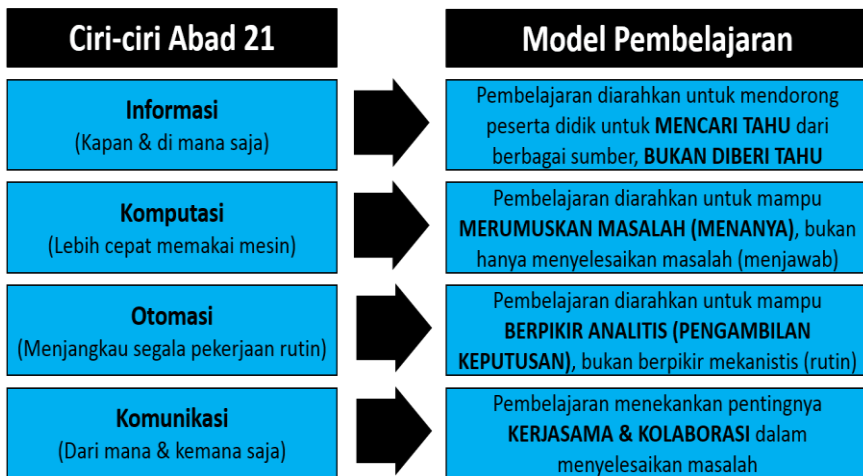 Ciri-ciri Abad 21
Model Pembelajaran
Informasi
(Kapan & di mana saja)
Pembelajaran diarahkan untuk mendorong
peserta didik untuk MENCARI TAHU dari
berbagai sumber, BUKAN DIBERI TAHU
Komputasi
(Lebih cepat memakai mesin)
Pembelajaran diarahkan untuk mampu
MERUMUSKAN MASALAH (MENANYA), bukan
hanya menyelesaikan masalah (menjawab)
Otomasi
(Menjangkau segala pekerjaan rutin)
Pembelajaran diarahkan untuk mampu
BERPIKIR ANALITIS (PENGAMBILAN
KEPUTUSAN), bukan berpikir mekanistis (rutin)
Komunikasi
(Dari mana & kemana saja)
Pembelajaran menekankan pentingnya
KERJASAMA & KOLABORASI dalam
menyelesaikan masalah